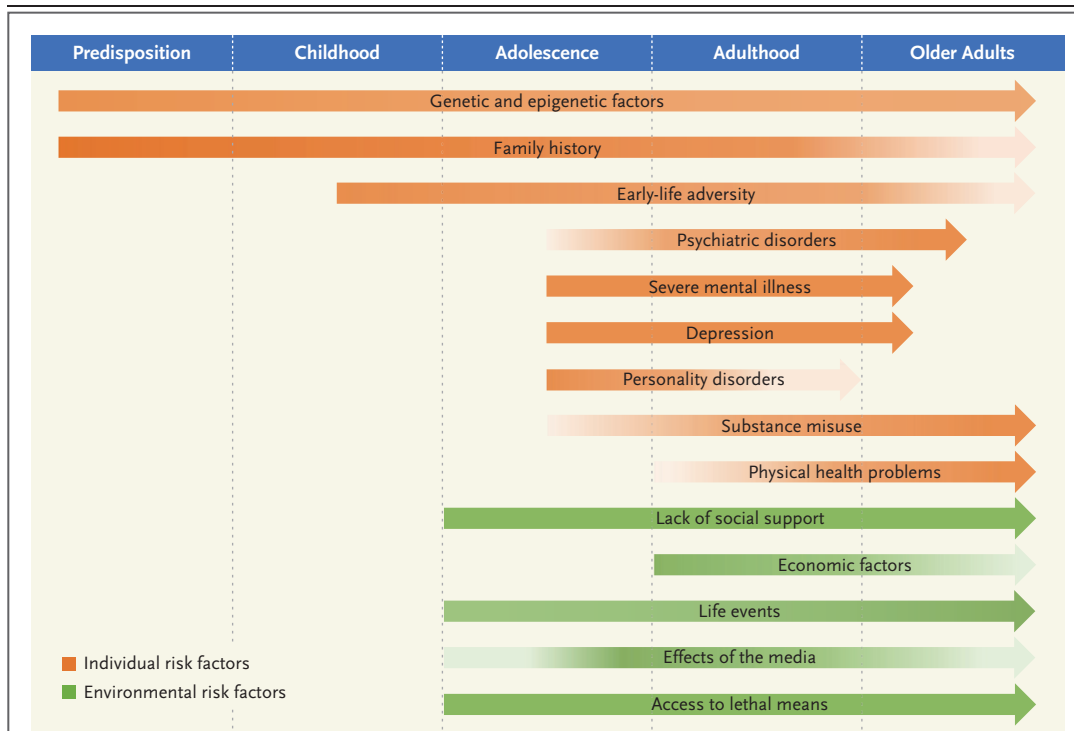 Predisposition Childhood Adolescence Adulthood Older Adults
Genetic and epigenetic factors
Family history
Early-life adversity
Psychiatric disorders
Severe mental illness
Depression
Personality disorders
Substance misuse
Physical health problems
Lack of social support
Economic factors
Life events
Individual risk factors
Effects of the media
Environmental risk factors
Access to lethal means